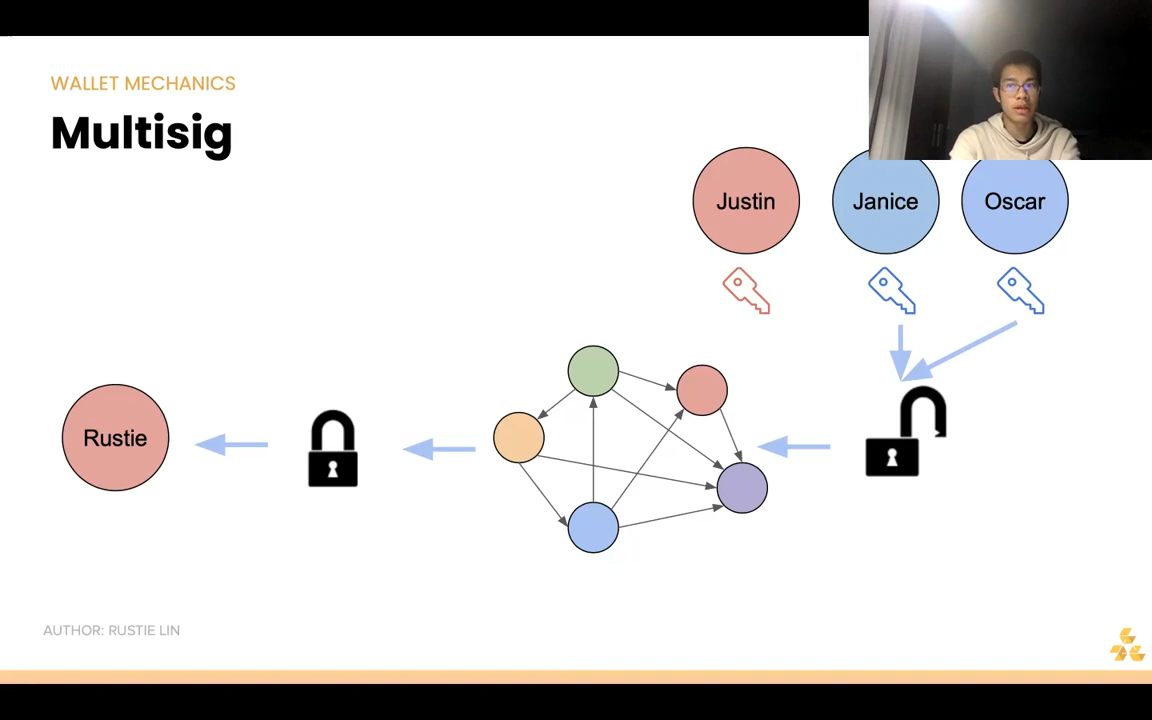 WALLET MECHANICS
Multisig
Justin
Janice
Oscar
Rustie
AUTHOR: RUSTIE LIN